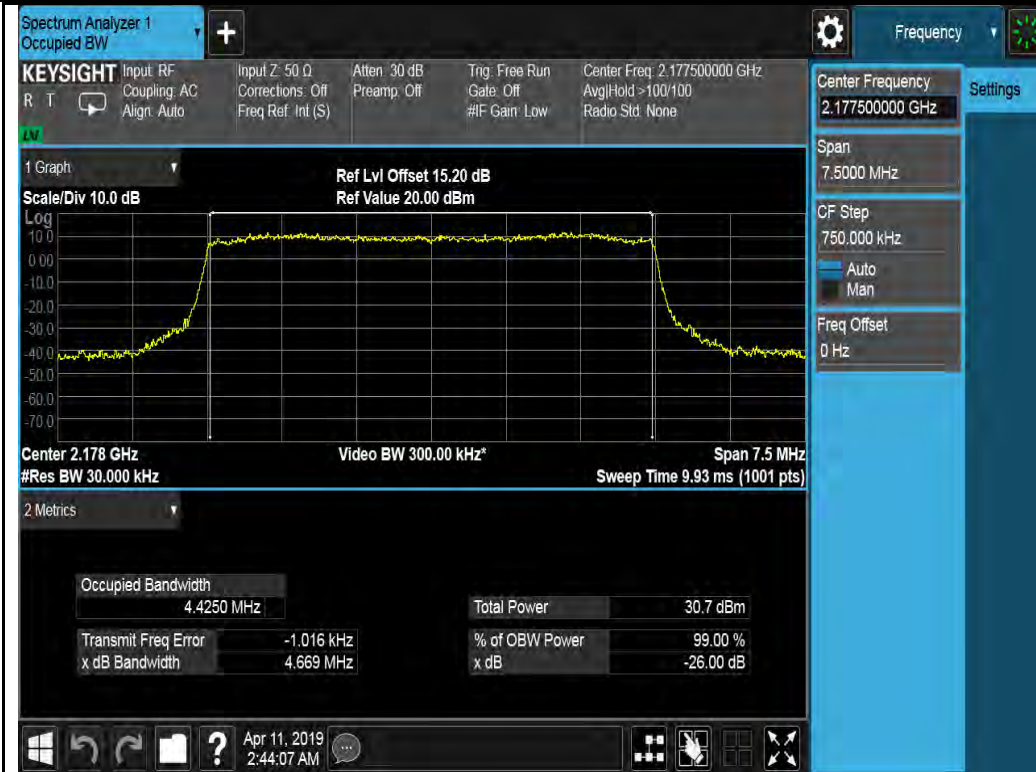 Spectrum Analyzer 1
Occupied BW
+
Frequency
KEYSIGHT
R T
LXI
Input: RF
Coupling: AC
Align: Auto
Input Z: 50 Ω
Corrections: Off
Freq Ref: Int (S)
Atten: 30 dB
Preamp: Off
Trig: Free Run
Gate: Off
#IF Gain: Low
Center Freq: 2.177500000 GHz
Avg|Hold:>100/100
Radio Std: None
Center Frequency
2.177500000 GHz
Settings
Span
7.5000 MHz
CF Step
750.000 kHz
Auto
Man
Freq Offset
0 Hz
1 Graph
Scale/Div 10.0 dB
Ref Lvl Offset 15.20 dB
Ref Value 20.00 dBm
Log
10.0
0.00
-10.0
-20.0
-30.0
-40.0
-50.0
-60.0
-70.0
Center 2.178 GHz
#Res BW 30.000 kHz
Video BW 300.00 kHz*
Span 7.5 MHz
Sweep Time 9.93 ms (1001 pts)
2 Metrics
Occupied Bandwidth
4.4250 MHz
Total Power 30.7 dBm
Transmit Freq Error -1.016 kHz
% of OBW Power 99.00 %
x dB Bandwidth 4.669 MHz
x dB -26.00 dB
?
Apr 11, 2019
2:44:07 AM